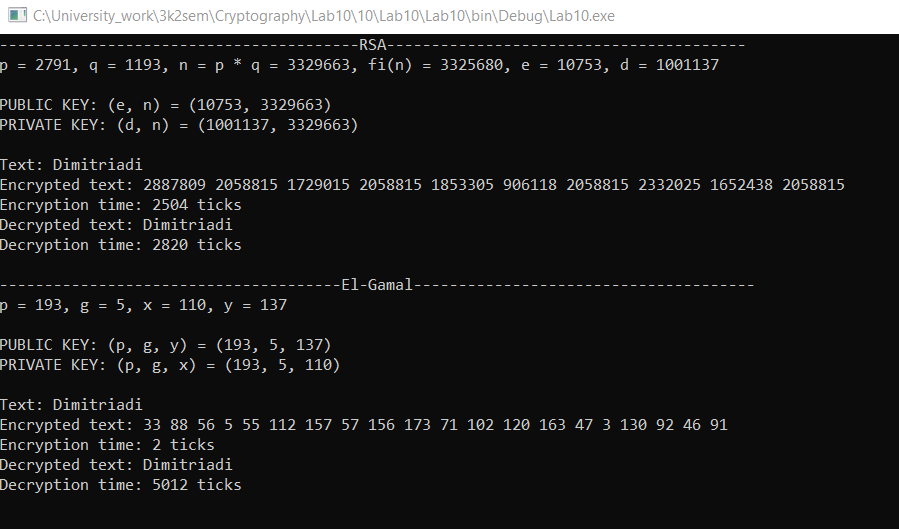 C:\University_work\3k2sem\Cryptography\Lab10\10\Lab10\Lab10\bin\Debug\Lab10.exe
----------------------------------------RSA----------------------------------------
p = 2791, q = 1193, n = p * q = 3329663, fi(n) = 3325680, e = 10753, d = 1001137
PUBLIC KEY: (e, n) = (10753, 3329663)
PRIVATE KEY: (d, n) = (1001137, 3329663)
Text: Dimitriadi
Encrypted text: 2887809 2058815 1729015 2058815 1853305 906118 2058815 2332025 1652438 2058815
Encryption time: 2504 ticks
Decrypted text: Dimitriadi
Decryption time: 2820 ticks
--------------------------------------El-Gamal--------------------------------------
p = 193, g = 5, x = 110, y = 137
PUBLIC KEY: (p, g, y) = (193, 5, 137)
PRIVATE KEY: (p, g, x) = (193, 5, 110)
Text: Dimitriadi
Encrypted text: 33 88 56 5 55 112 157 57 156 173 71 102 120 163 47 3 130 92 46 91
Encryption time: 2 ticks
Decrypted text: Dimitriadi
Decryption time: 5012 ticks